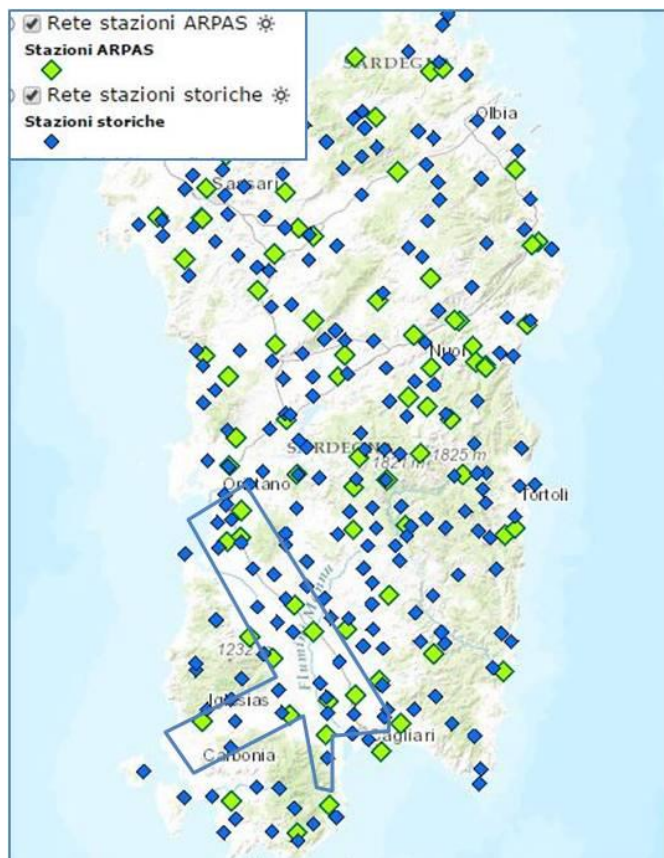 Rete stazioni ARPAS
Stazioni ARPAS
Rete stazioni storiche
Stazioni storiche
SARDEGNA
Olbia
Sassari
Nuoro
SARDEGNA
1821 m
1825 m
Oristano
Tortoli
Flumini Mannu
1232 m
Iglesias
Cagliari
Carbonia